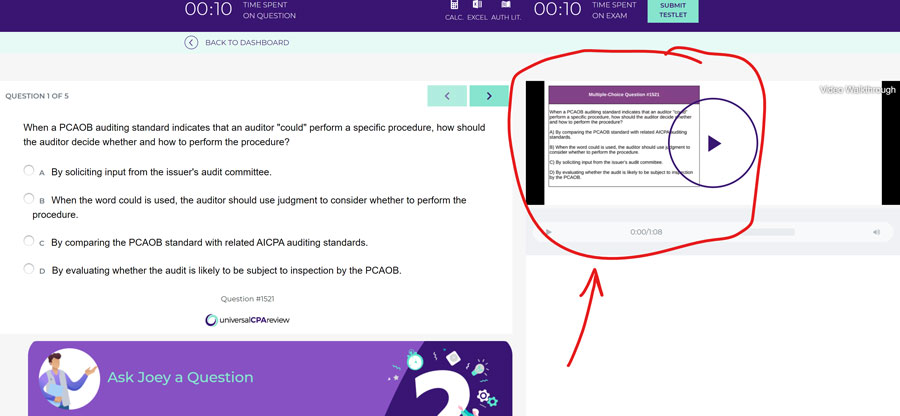 00:10
TIME SPENT
ON QUESTION
CALC. EXCEL AUTH LIT.
00:10
TIME SPENT
ON EXAM
SUBMIT
TESTLET
BACK TO DASHBOARD
QUESTION 1 OF 5
When a PCAOB auditing standard indicates that an auditor "could" perform a specific procedure, how should
the auditor decide whether and how to perform the procedure?
A By soliciting input from the issuer's audit committee.
B When the word could is used, the auditor should use judgment to consider whether to perform the
procedure.
C By comparing the PCAOB standard with related AICPA auditing standards.
D By evaluating whether the audit is likely to be subject to inspection by the PCAOB.
Question #1521
universalCPAreview
Ask Joey a Question
Video Walkthrough
Multiple-Choice Question #1521
When a PCAOB auditing standard indicates that an auditor "could"
perform a specific procedure, how should the auditor decide whether
and how to perform the procedure?
A) By comparing the PCAOB standard with related AICPA auditing
standards.
B) When the word could is used, the auditor should use judgment to
consider whether to perform the procedure.
C) By soliciting input from the issuer's audit committee.
D) By evaluating whether the audit is likely to be subject to inspection
by the PCAOB.
0:00/1:08